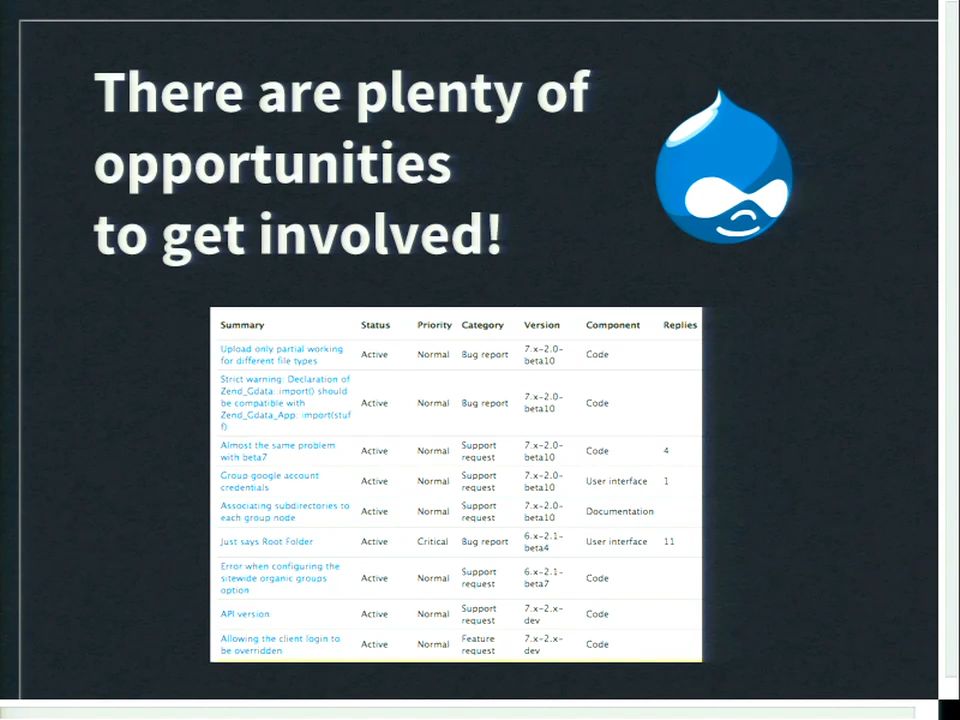 There are plenty of
opportunities
to get involved!
Summary Status Priority Category Version Component Replies
Upload only partial working
for different file types
Active Normal Bug report 7.x-2.0-
beta10
Code
Strict warning: Declaration of
Zend_Gdata::import() should
be compatible with
Zend_Gdata_App: import(stuf
f)
Active Normal Bug report 7.x-2.0-
beta10
Code
Almost the same problem
with beta7
Active Normal Support
request
7.x-2.0-
beta10
Code 4
Group google account
credentials
Active Normal Support
request
7.x-2.0-
beta10
User interface 1
Associating subdirectories to
each group node
Active Normal Support
request
7.x-2.0-
beta10
Documentation
Just says Root Folder Active Critical Bug report 6.x-2.1-
beta4
User interface 11
Error when configuring the
sitewide organic groups
option
Active Normal Support
request
6.x-2.1-
beta7
Code
API version Active Normal Support
request
7.x-2.x-
dev
Code
Allowing the client login to
be overridden
Active Normal Feature
request
7.x-2.x-
dev
Code